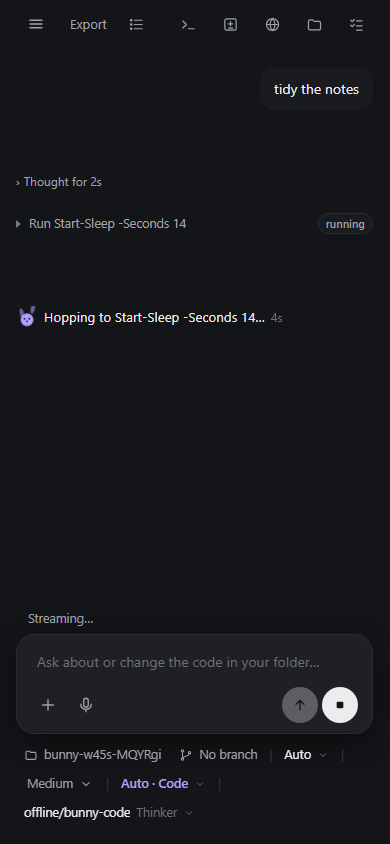 Export
tidy the notes
Thought for 2s
Run Start-Sleep -Seconds 14 running
Hopping to Start-Sleep -Seconds 14... 4s
Streaming...
Ask about or change the code in your folder...
bunny-w45s-MQYRgi No branch Auto
Medium Auto · Code
offline/bunny-code Thinker